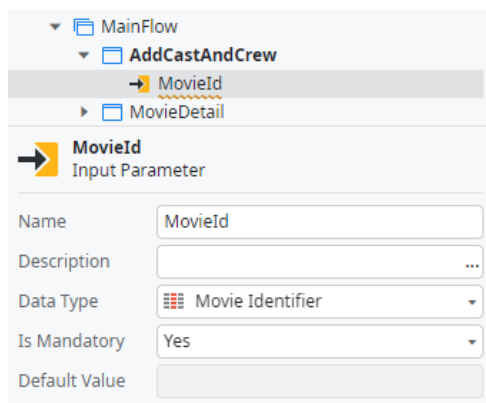 MainFlow
AddCastAndCrew
MovieId
MovieDetail
MovieId
Input Parameter
Name MovieId
Description ...
Data Type Movie Identifier
Is Mandatory Yes
Default Value